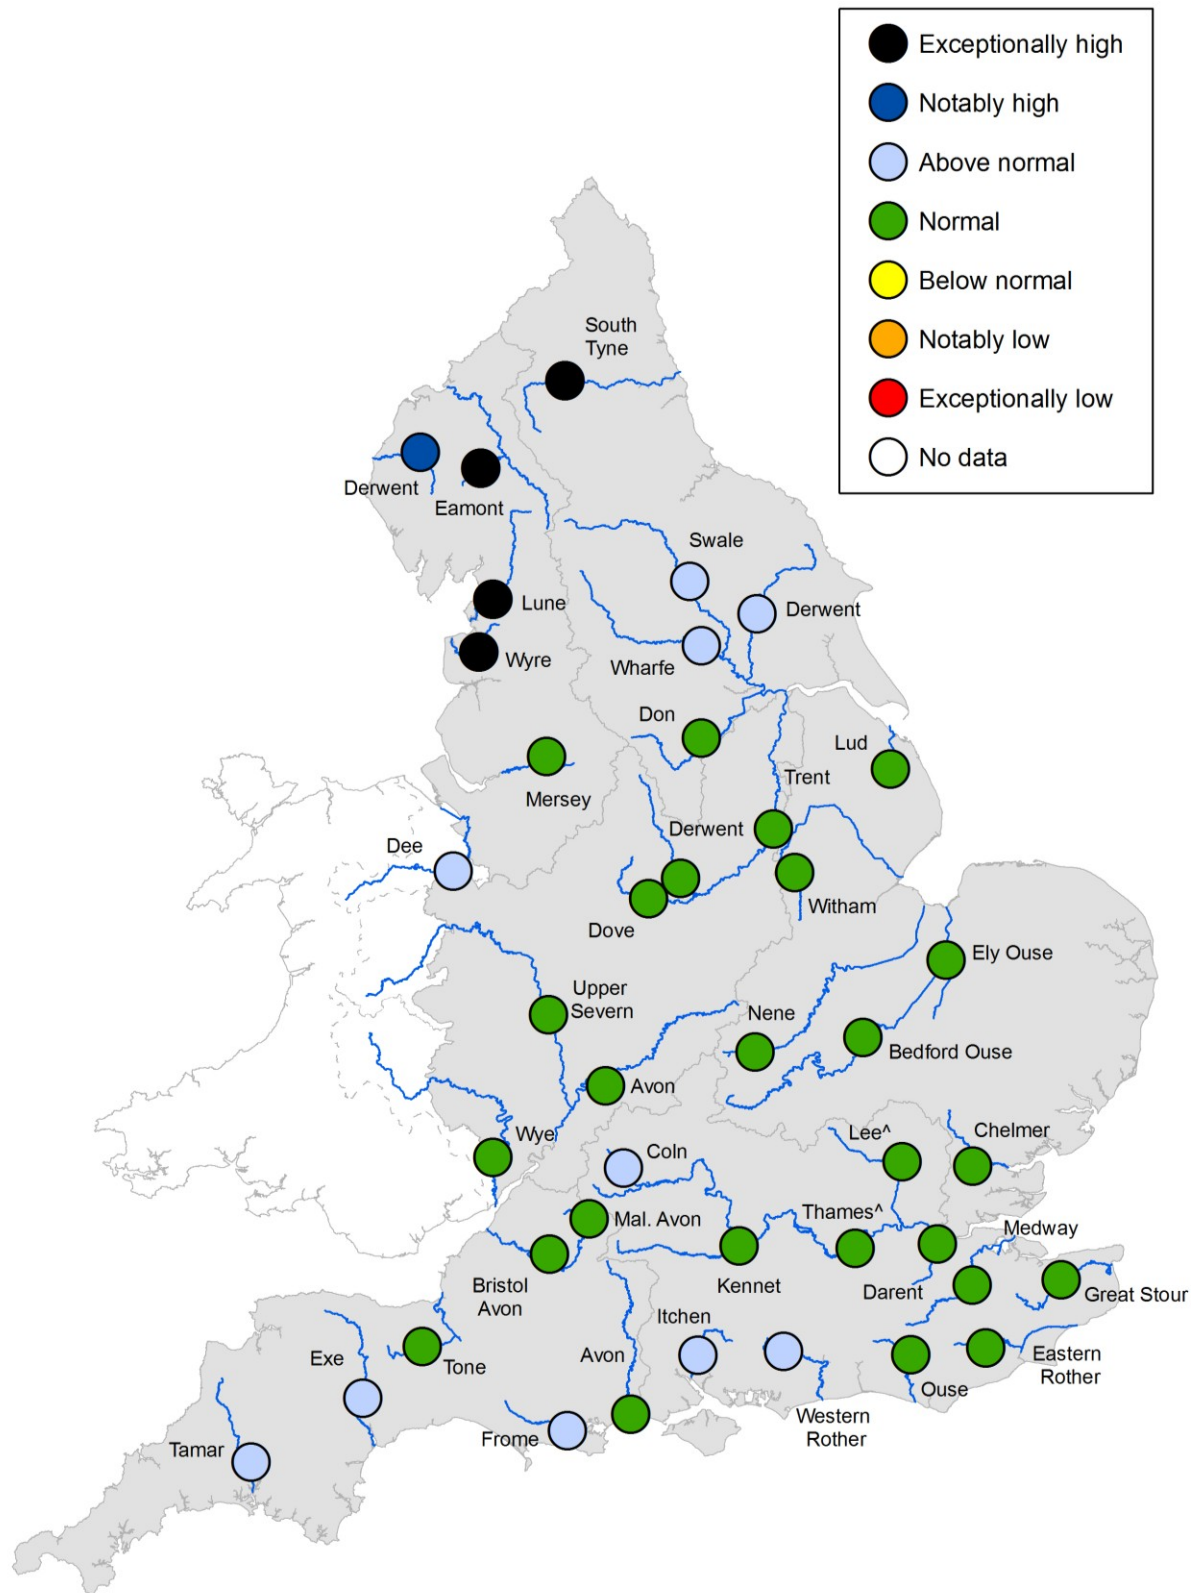 Exceptionally high
Notably high
Above normal
Normal
Below normal
Notably low
Exceptionally low
No data
South
Tyne
Derwent
Eamont
Swale
Lune
Derwent
Wyre
Wharfe
Don
Lud
Mersey
Trent
Derwent
Dee
Witham
Dove
Ely Ouse
Upper
Severn
Nene
Bedford Ouse
Avon
Wye
Coln
Lee^
Chelmer
Mal. Avon
Thames^
Medway
Bristol
Avon
Kennet
Darent
Great Stour
Itchen
Exe
Tone
Avon
Ouse
Eastern
Rother
Western
Rother
Frome
Tamar